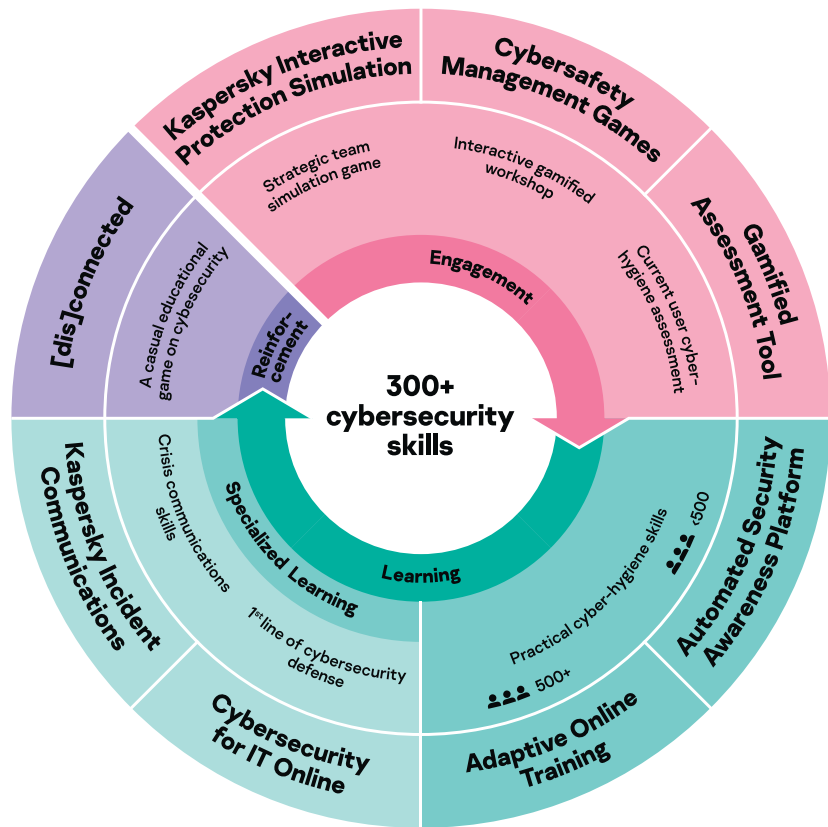 Kaspersky Interactive
Protection Simulation
Cybersafety
Management Games
Gamified
Assessment Tool
Automated Security
Awareness Platform
Adaptive Online
Training
Cybersecurity
for IT Online
Kaspersky Incident
Communications
[dis]connected
Strategic team
simulation game
Interactive gamified
workshop
Current user cyber-
hygiene assessment
<500
Practical cyber-hygiene skills
500+
1st line of cybersecurity
defense
Crisis communications
skills
A casual educational
game on cybesecurity
Engagement
Learning
Specialized Learning
Reinfor-
cement
300+
cybersecurity
skills